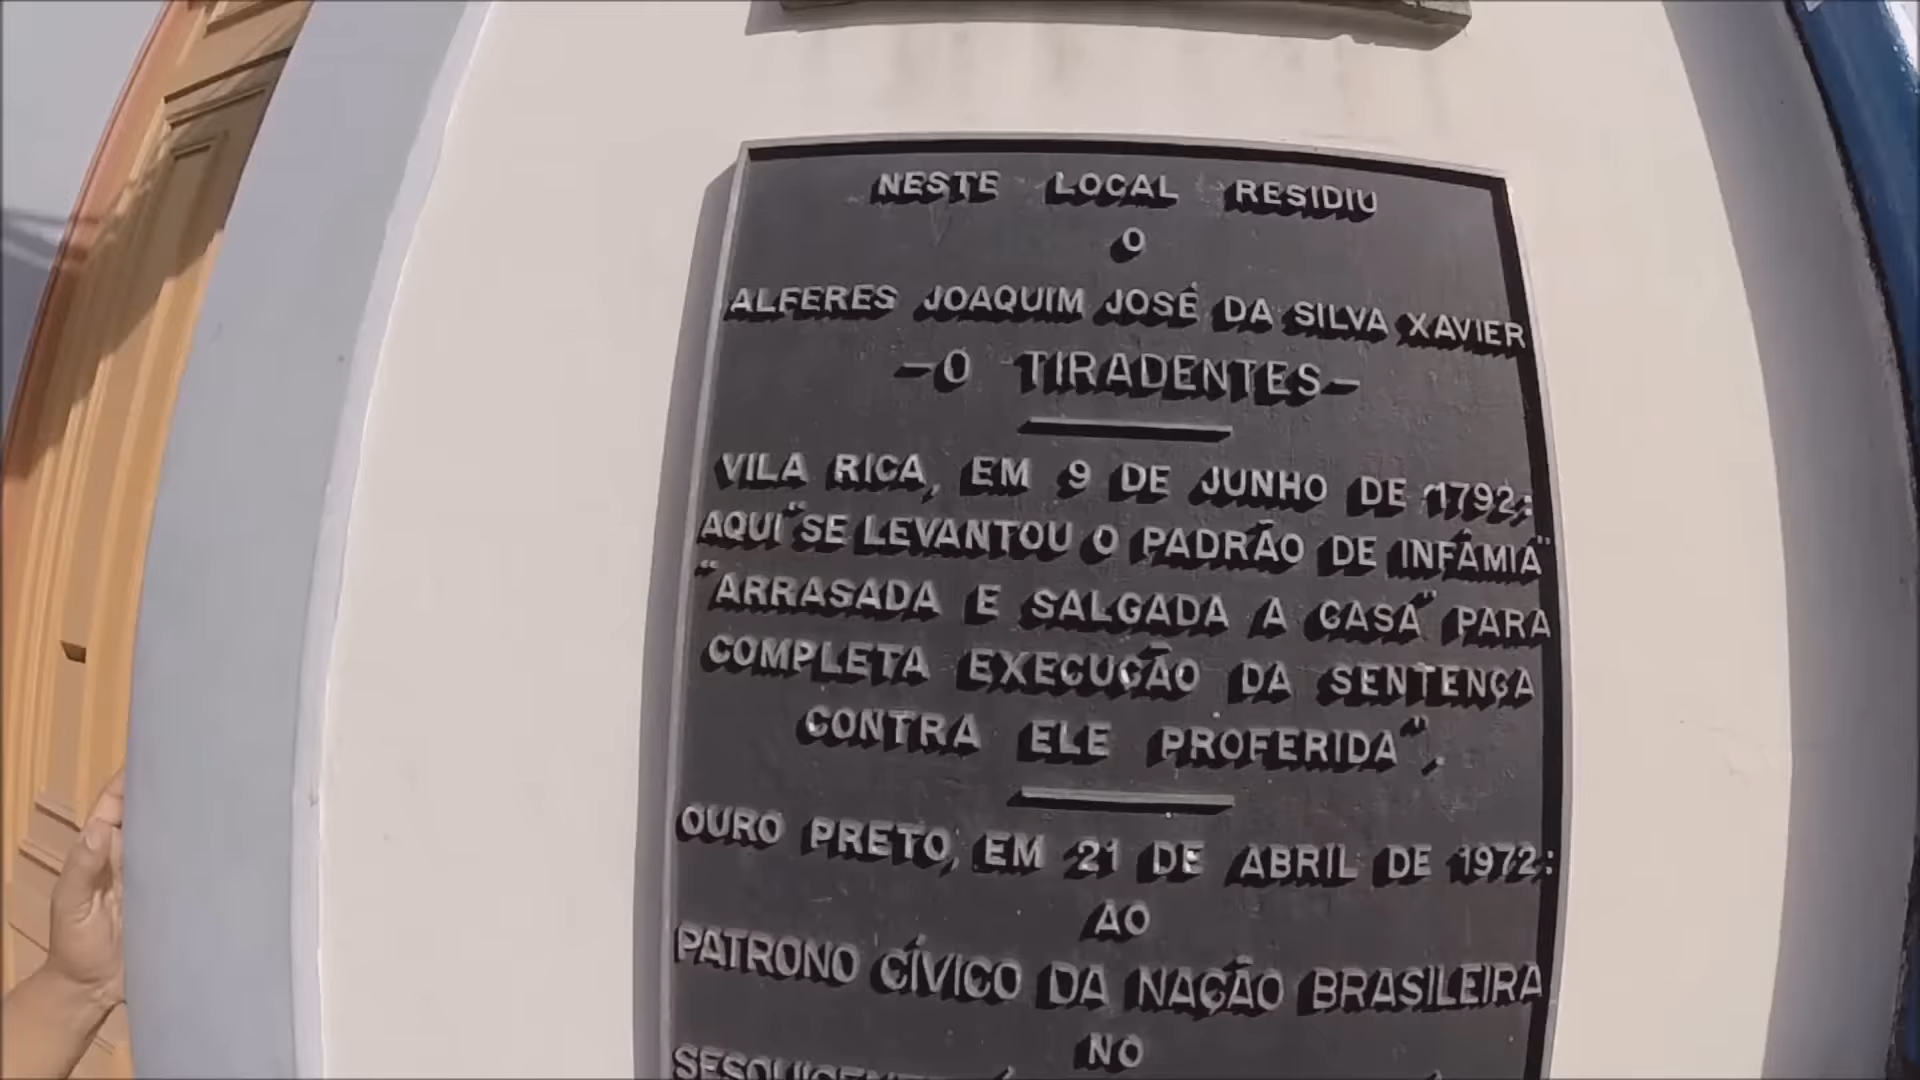 NESTE LOCAL RESIDIU
O
ALFERES JOAQUIM JOSÉ DA SILVA XAVIER
—O TIRADENTES—
VILA RICA, EM 9 DE JUNHO DE 1792:
AQUI "SE LEVANTOU O PADRÃO DE INFÂMIA"
"ARRASADA E SALGADA A CASA" PARA
COMPLETA EXECUÇÃO DA SENTENÇA
CONTRA ELE PROFERIDA".
OURO PRETO, EM 21 DE ABRIL DE 1972:
AO
PATRONO CÍVICO DA NAÇÃO BRASILEIRA
NO